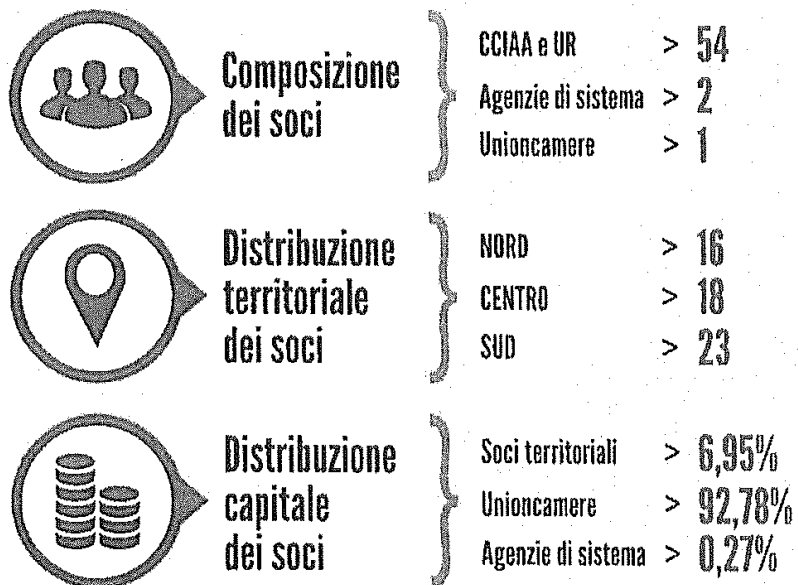 Composizione
dei soci
CCIAA e UR > 54
Agenzie di sistema > 2
Unioncamere > 1
Distribuzione
territoriale
dei soci
NORD > 16
CENTRO > 18
SUD > 23
Distribuzione
capitale
dei soci
Soci territoriali > 6,95%
Unioncamere > 92,78%
Agenzie di sistema > 0,27%